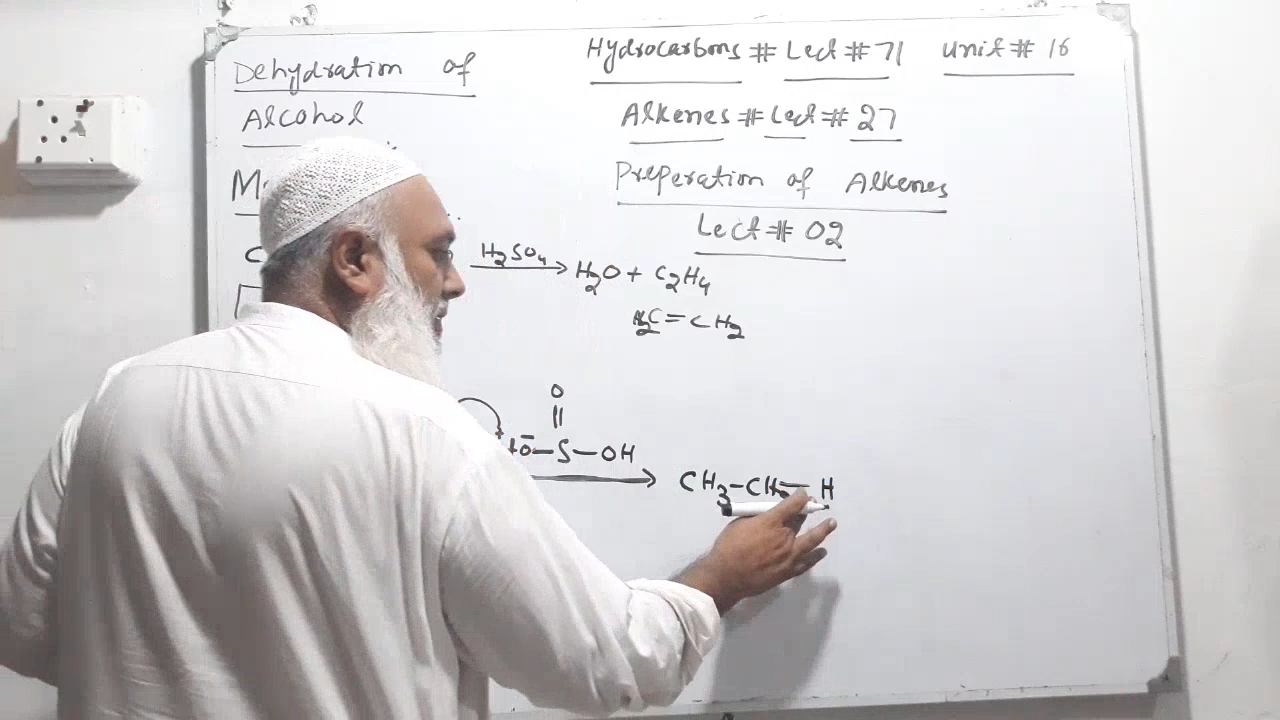 Dehydration of
Alcohol
Hydrocarbons # Lect # 71 Unit # 16
Alkenes # Lect # 27
Preperation of Alkenes
Lect # 02
H₂SO₄
H₂O + C₂H₄
H₂C = CH₂
O
O — S — OH
CH₃ - CH₂ — H